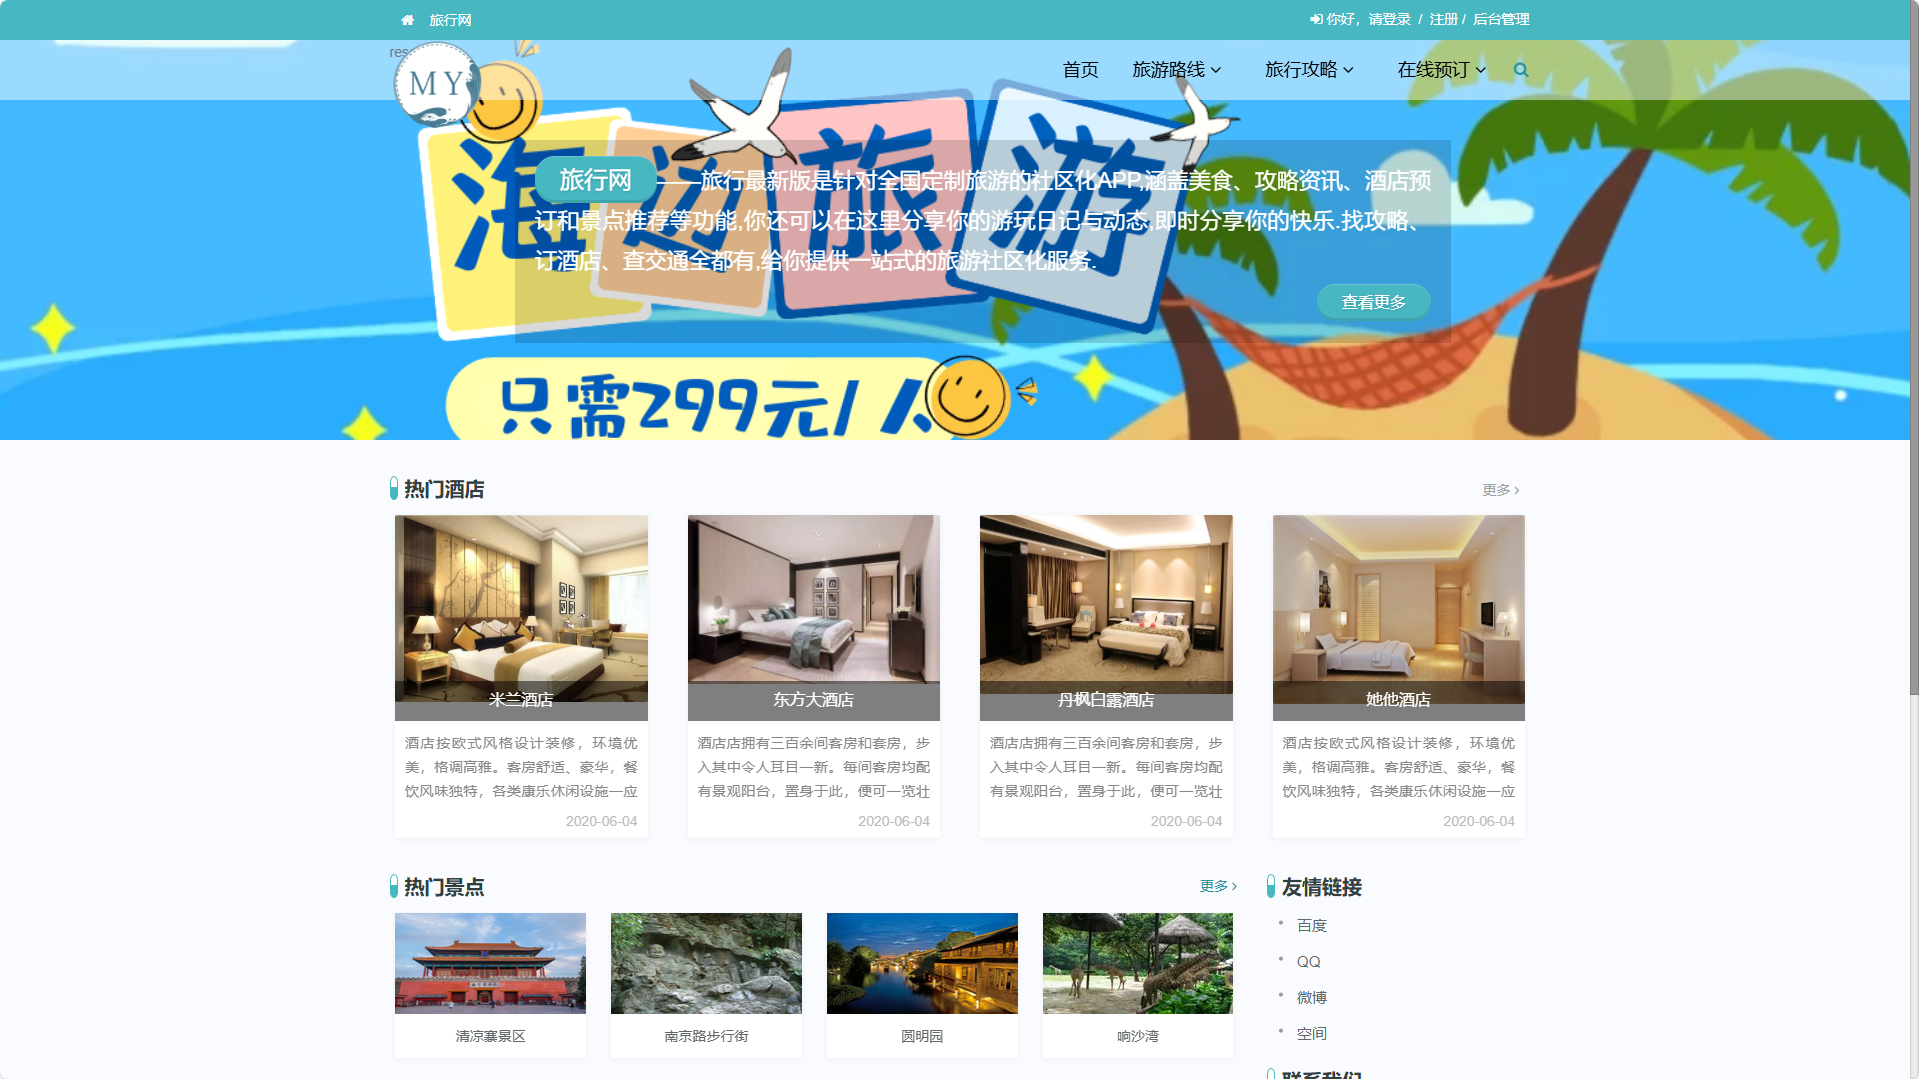 旅行网
你好，请登录 / 注册 / 后台管理
res
MY
首页 旅游路线 旅行攻略 在线预订
海边旅游
旅行网——旅行最新版是针对全国定制旅游的社区化APP,涵盖美食、攻略资讯、酒店预
订和景点推荐等功能,你还可以在这里分享你的游玩日记与动态,即时分享你的快乐.找攻略、
订酒店、查交通全都有,给你提供一站式的旅游社区化服务.
查看更多
只需299元/人
热门酒店
更多
米兰酒店
东方大酒店
丹枫白露酒店
她他酒店
酒店按欧式风格设计装修，环境优
美，格调高雅。客房舒适、豪华，餐
饮风味独特，各类康乐休闲设施一应
2020-06-04
酒店店拥有三百余间客房和套房，步
入其中令人耳目一新。每间客房均配
有景观阳台，置身于此，便可一览壮
2020-06-04
酒店店拥有三百余间客房和套房，步
入其中令人耳目一新。每间客房均配
有景观阳台，置身于此，便可一览壮
2020-06-04
酒店按欧式风格设计装修，环境优
美，格调高雅。客房舒适、豪华，餐
饮风味独特，各类康乐休闲设施一应
2020-06-04
热门景点
更多
清凉寨景区
南京路步行街
圆明园
响沙湾
友情链接
百度
QQ
微博
空间
联系我们